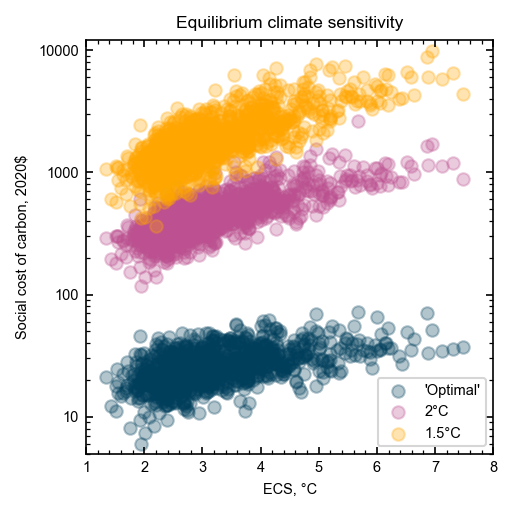 Equilibrium climate sensitivity
Social cost of carbon, 2020$
10000
1000
100
10
'Optimal'
2°C
1.5°C
1 2 3 4 5 6 7 8
ECS, °C